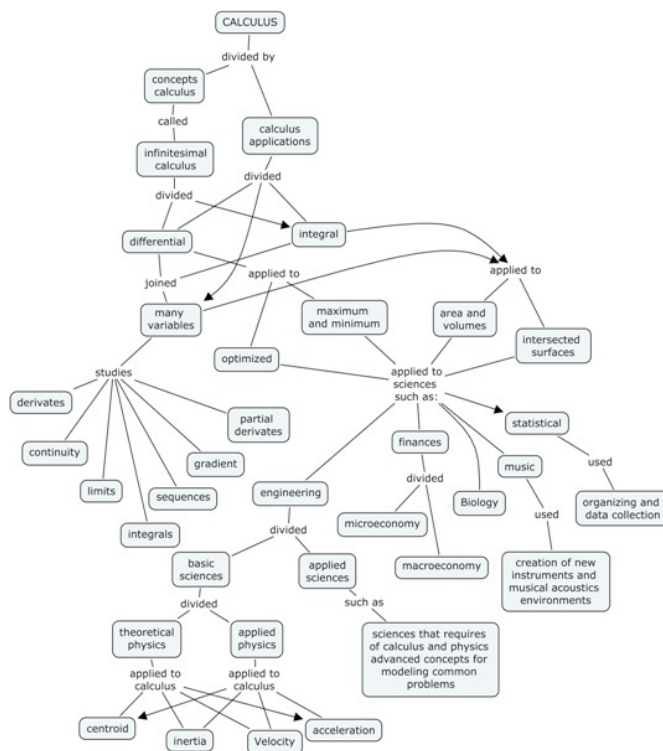 CALCULUS
divided by
concepts
calculus
called
calculus
applications
infinitesimal
calculus
divided
divided
differential
integral
joined
applied to
applied to
many
variables
maximum
and minimum
area and
volumes
intersected
surfaces
optimized
studies
applied to
sciences
such as:
derivates
partial
derivates
statistical
continuity
gradient
finances
used
limits
sequences
engineering
divided
Biology
music
organizing and
data collection
integrals
microeconomy
used
divided
macroeconomy
creation of new
instruments and
musical acoustics
environments
basic
sciences
applied
sciences
divided
such as
theoretical
physics
applied
physics
sciences that requires
of calculus and physics
advanced concepts for
modeling common
problems
applied to
calculus
applied to
calculus
centroid
inertia
Velocity
acceleration